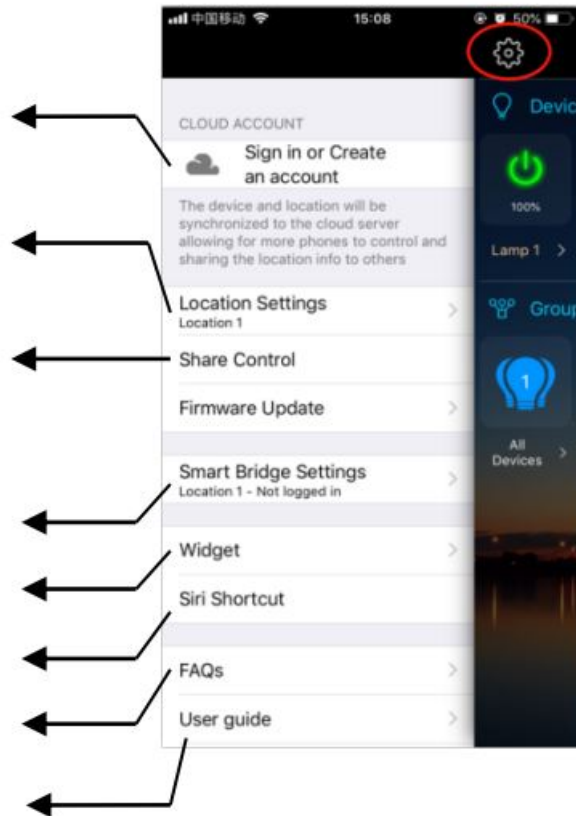 中国移动 15:08 50%
CLOUD ACCOUNT
Sign in or Create
an account
The device and location will be
synchronized to the cloud server
allowing for more phones to control and
sharing the location info to others
Location Settings
Location 1
Share Control
Firmware Update
Smart Bridge Settings
Location 1 - Not logged in
Widget
Siri Shortcut
FAQs
User guide
Devic
100%
Lamp 1 >
Group
1
All
Devices >